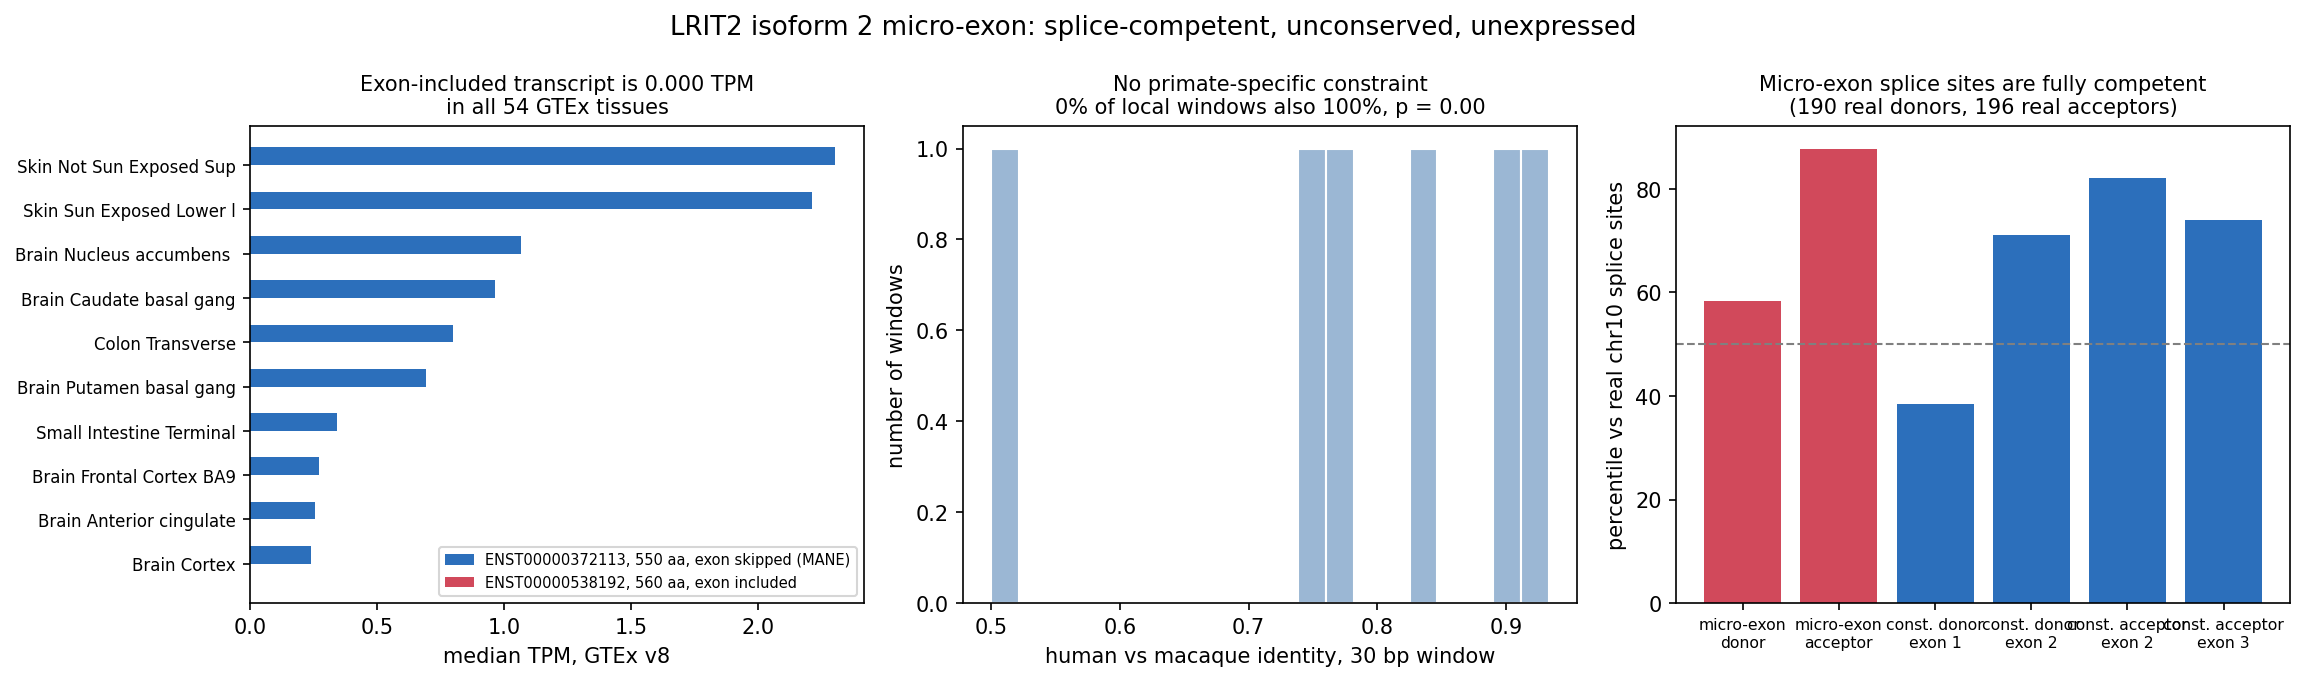 LRIT2 isoform 2 micro-exon: splice-competent, unconserved, unexpressed
Exon-included transcript is 0.000 TPM
in all 54 GTEx tissues
Skin Not Sun Exposed Sup
Skin Sun Exposed Lower l
Brain Nucleus accumbens
Brain Caudate basal gang
Colon Transverse
Brain Putamen basal gang
Small Intestine Terminal
Brain Frontal Cortex BA9
Brain Anterior cingulate
Brain Cortex
ENST00000372113, 550 aa, exon skipped (MANE)
ENST00000538192, 560 aa, exon included
0.0 0.5 1.0 1.5 2.0
median TPM, GTEx v8
No primate-specific constraint
0% of local windows also 100%, p = 0.00
number of windows
1.0
0.8
0.6
0.4
0.2
0.0
0.5 0.6 0.7 0.8 0.9
human vs macaque identity, 30 bp window
Micro-exon splice sites are fully competent
(190 real donors, 196 real acceptors)
percentile vs real chr10 splice sites
80
60
40
20
0
micro-exon
donor
micro-exon
acceptor
const. donor
exon 1
const. donor
exon 2
const. acceptor
exon 2
const. acceptor
exon 3